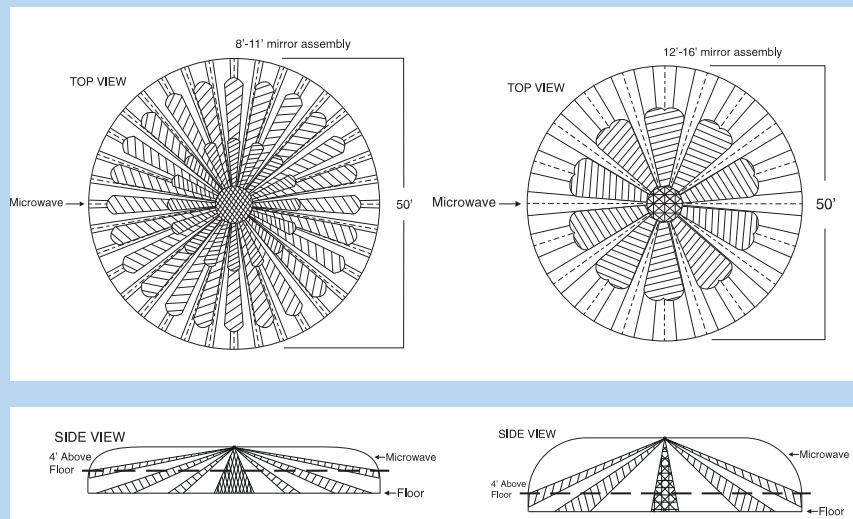 8'-11' mirror assembly
TOP VIEW
Microwave
50'
12'-16' mirror assembly
TOP VIEW
Microwave
50'
SIDE VIEW
4' Above
Floor
Microwave
Floor
SIDE VIEW
Microwave
4' Above
Floor
Floor